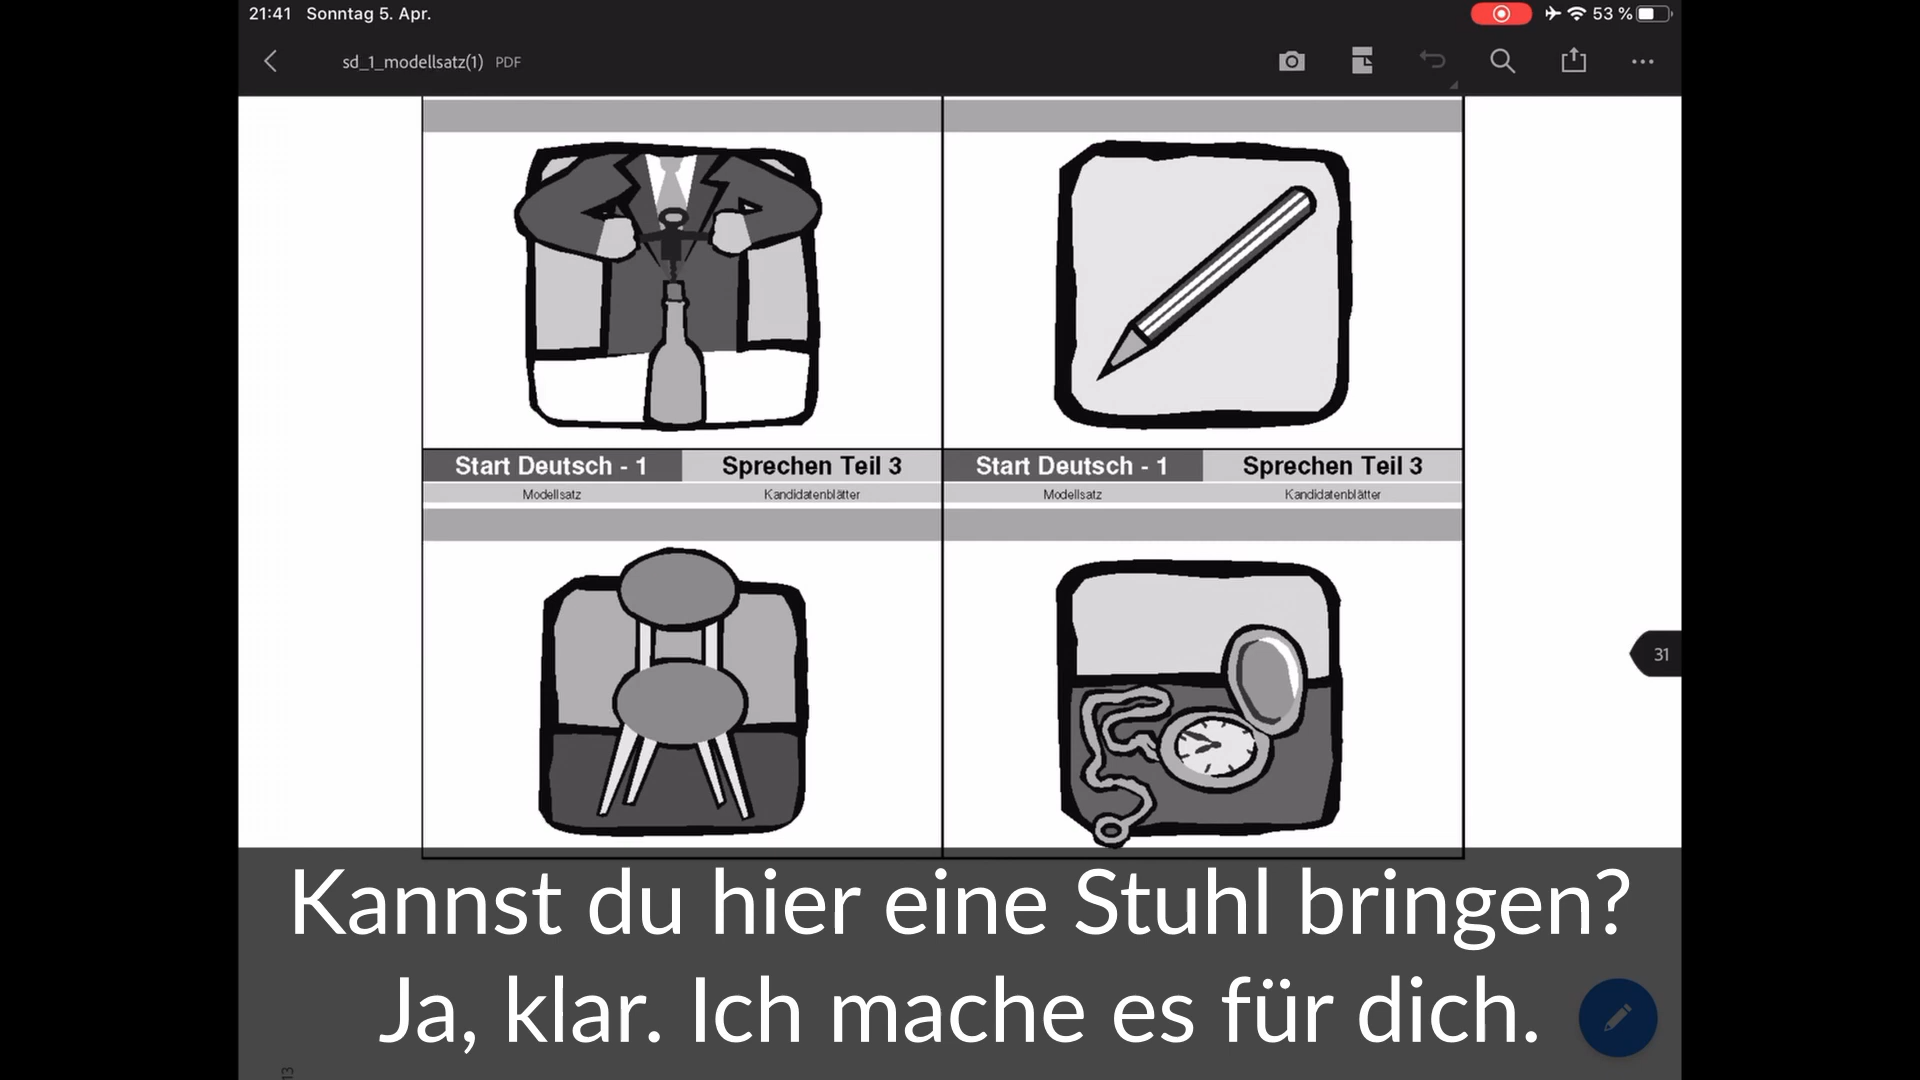 21:41 Sonntag 5. Apr. 53 %
sd_1_modellsatz(1) PDF
Start Deutsch - 1 Sprechen Teil 3 Start Deutsch - 1 Sprechen Teil 3
Modellsatz Kandidatenblätter Modellsatz Kandidatenblätter
31
Kannst du hier eine Stuhl bringen?
Ja, klar. Ich mache es für dich.
13